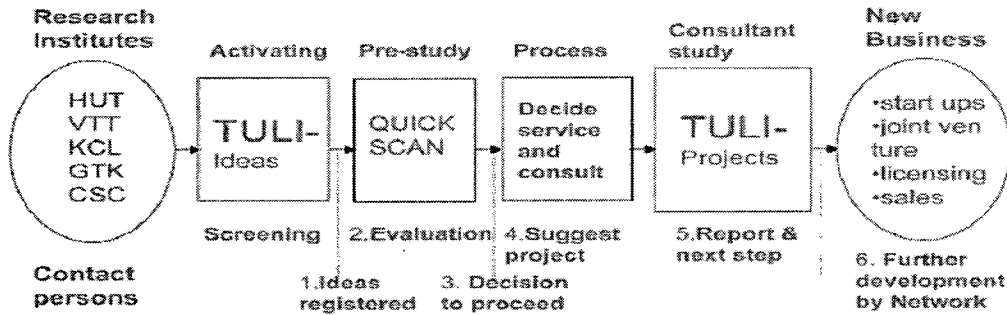 Research
Institutes
HUT
VTT
KCL
GTK
CSC
Contact
persons
Activating
TULI-
Ideas
Screening
1.Ideas
registered
Pre-study
QUICK
SCAN
2.Evaluation
3. Decision
to proceed
Process
Decide
service
and
consult
4.Suggest
project
Consultant
study
TULI-
Projects
5.Report &
next step
New
Business
•start ups
•joint ven
ture
•licensing
•sales
6. Further
development
by Network